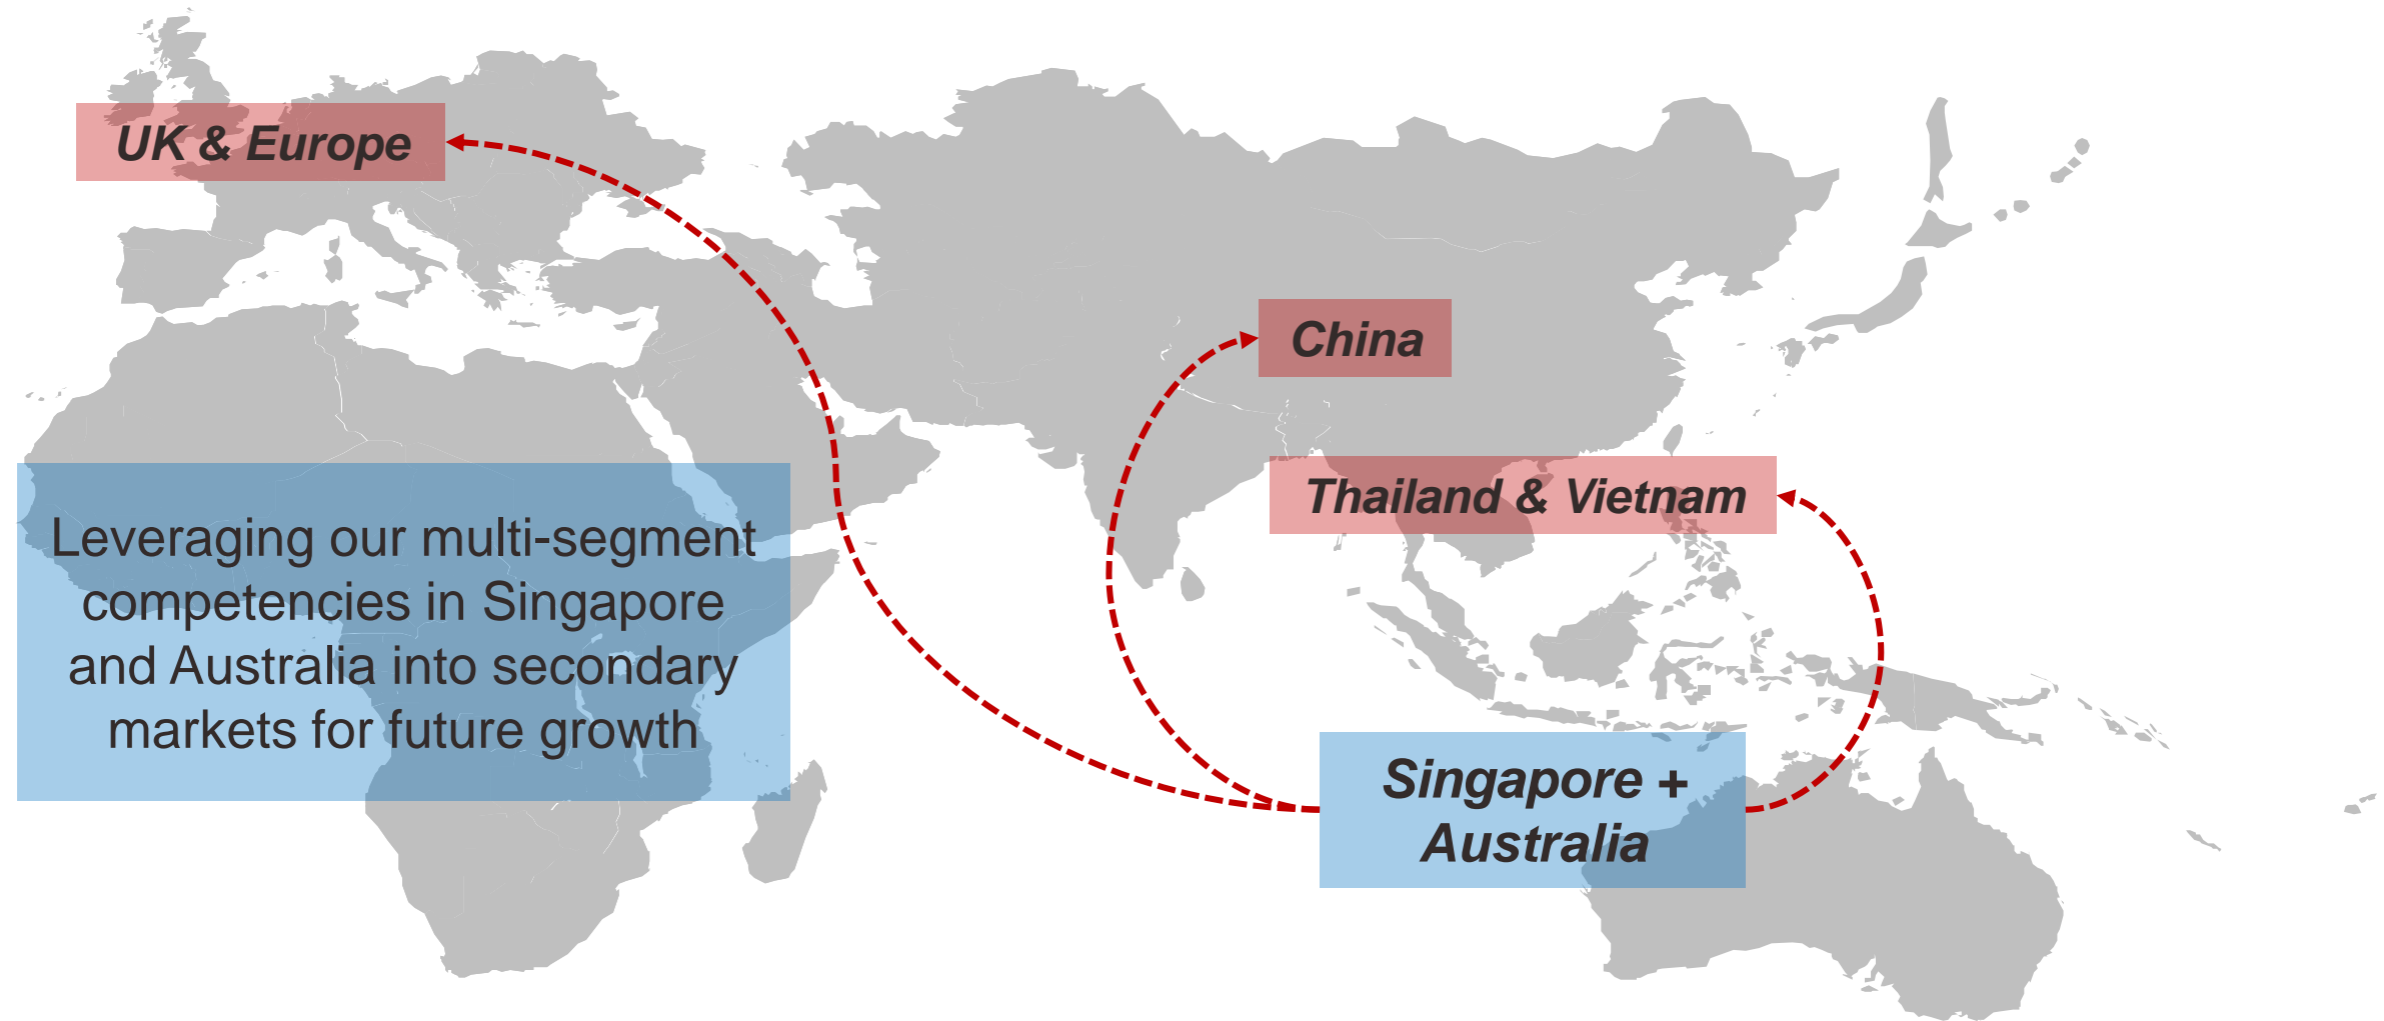 UK & Europe
China
Thailand & Vietnam
Leveraging our multi-segment
competencies in Singapore
and Australia into secondary
markets for future growth
Singapore +
Australia